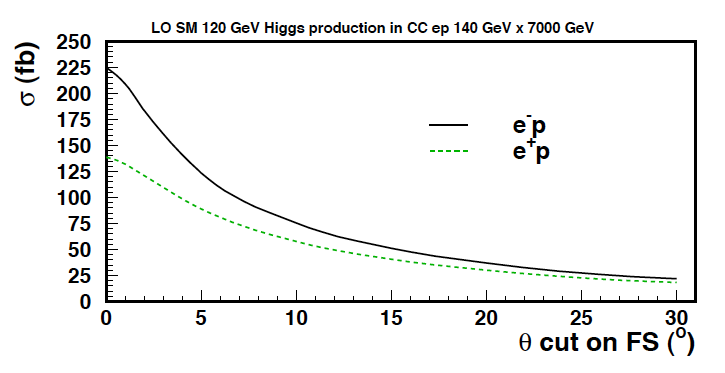 LO SM 120 GeV Higgs production in CC ep 140 GeV x 7000 GeV
σ (fb)
250
225
200
175
150
125
100
75
50
25
0
e⁻p
e⁺p
0 5 10 15 20 25 30
θ cut on FS (°)